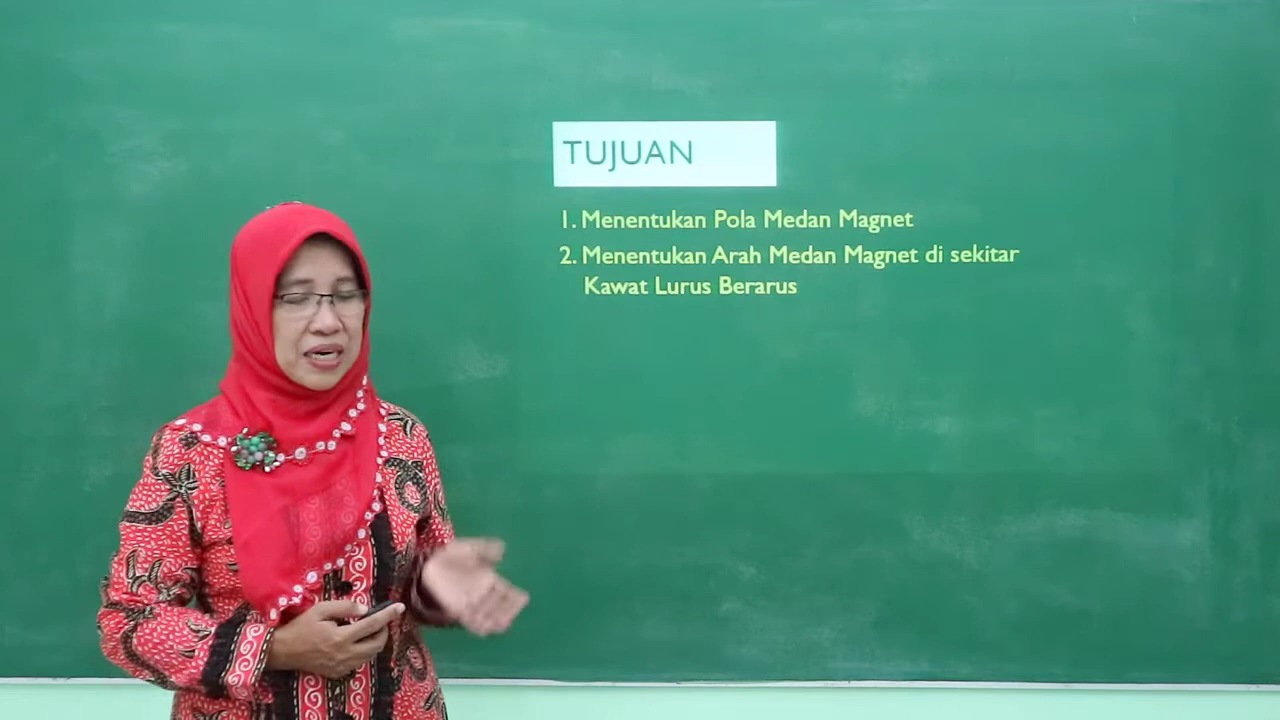 TUJUAN
1. Menentukan Pola Medan Magnet
2. Menentukan Arah Medan Magnet di sekitar
Kawat Lurus Berarus